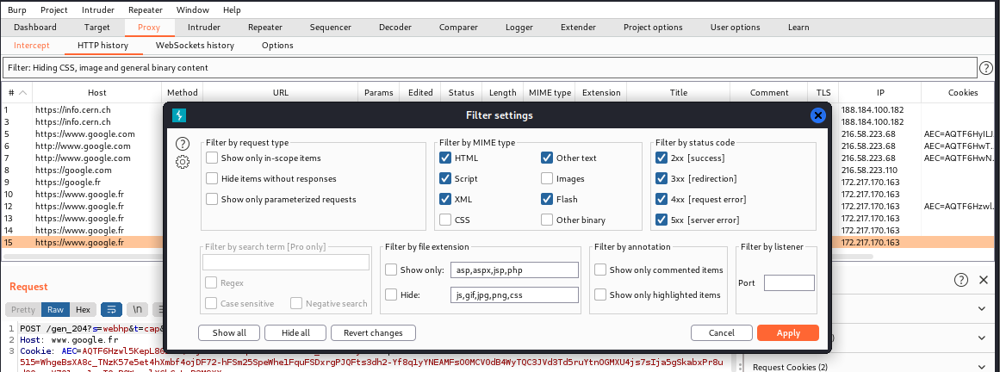 Burp Project Intruder Repeater Window Help
Dashboard Target Proxy Intruder Repeater Sequencer Decoder Comparer Logger Extender Project options User options Learn
Intercept HTTP history WebSockets history Options
Filter: Hiding CSS, image and general binary content ?
# Host Method URL Params Edited Status Length MIME type Extension Title Comment TLS IP Cookies
1 https://info.cern.ch 188.184.100.182
3 https://info.cern.ch 188.184.100.182
5 https://www.google.com 216.58.223.68 AEC=AQTF6HyILJ
6 http://www.google.com 216.58.223.68 AEC=AQTF6HwT...
7 http://www.google.com 216.58.223.68 AEC=AQTF6HwN...
8 https://google.com 216.58.223.110
9 https://google.fr 172.217.170.163
10 https://www.google.fr 172.217.170.163
12 https://www.google.fr 172.217.170.163 AEC=AQTF6Hzwl...
13 https://www.google.fr 172.217.170.163
14 https://www.google.fr 172.217.170.163
15 https://www.google.fr 172.217.170.163
Filter settings
?
Filter by request type
Show only in-scope items
Hide items without responses
Show only parameterized requests
Filter by MIME type
HTML Other text
Script Images
XML Flash
CSS Other binary
Filter by status code
2xx [success]
3xx [redirection]
4xx [request error]
5xx [server error]
Filter by search term [Pro only]
Regex
Case sensitive Negative search
Filter by file extension
Show only: asp,aspx,jsp,php
Hide: js,gif,jpg,png,css
Filter by annotation
Show only commented items
Show only highlighted items
Filter by listener
Port
Show all Hide all Revert changes Cancel Apply
Request
Pretty Raw Hex \n
1 POST /gen_204?s=webhp&t=cap&
2 Host: www.google.fr
3 Cookie:
?
Request Cookies (2)